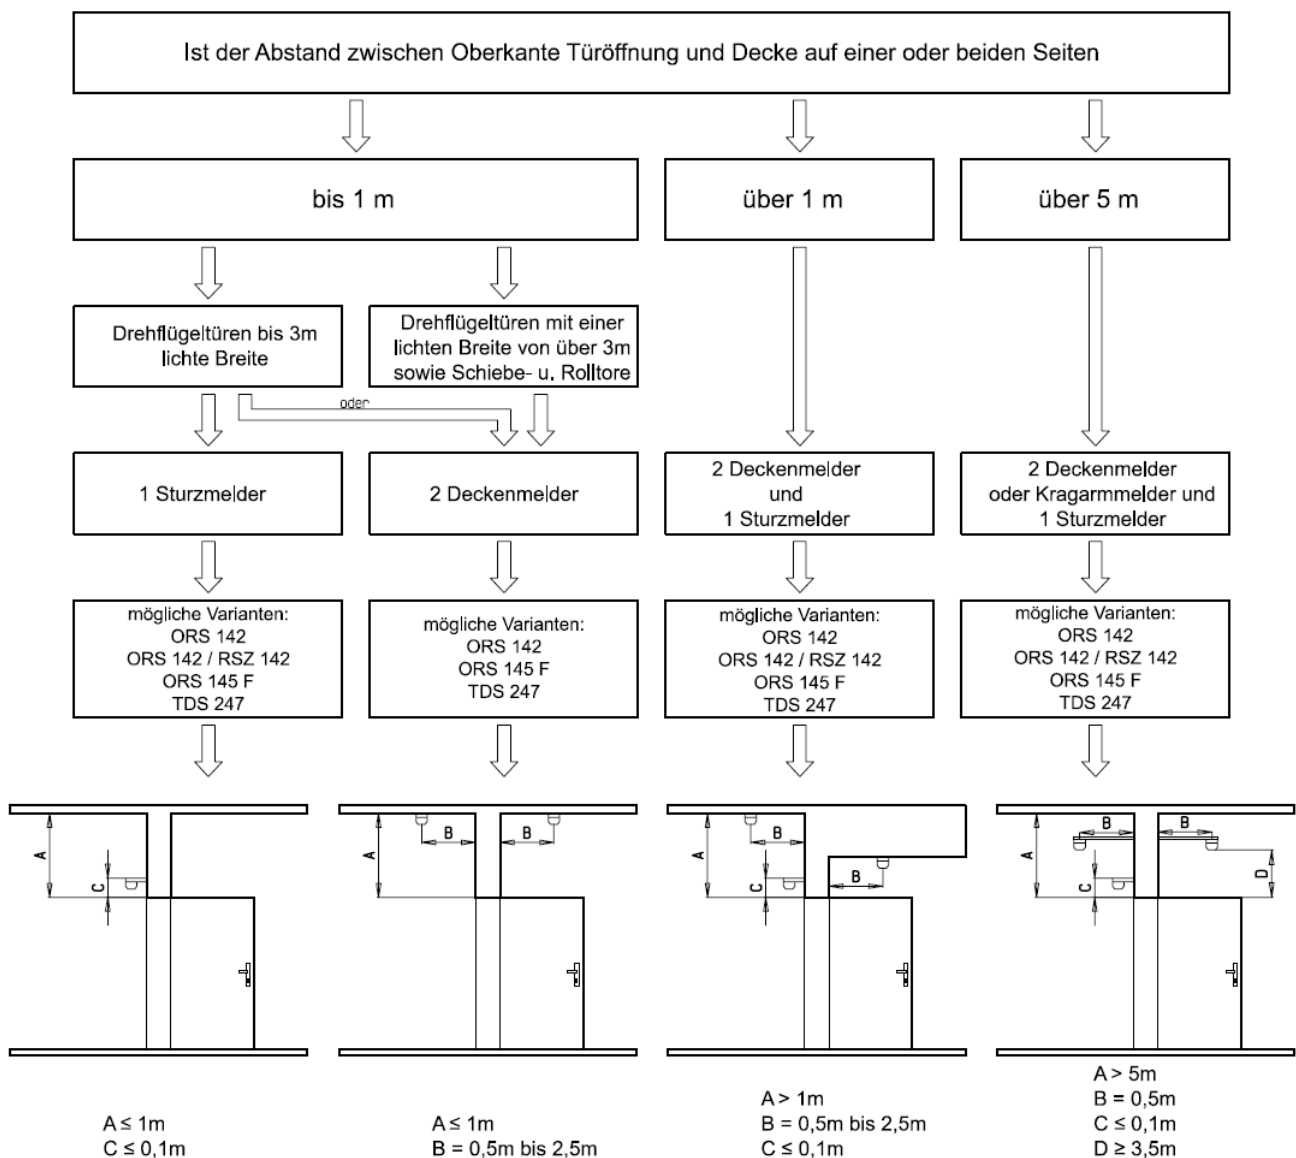 Ist der Abstand zwischen Oberkante Türöffnung und Decke auf einer oder beiden Seiten
bis 1 m
über 1 m
über 5 m
Drehflügeltüren bis 3m
lichte Breite
Drehflügeltüren mit einer
lichten Breite von über 3m
sowie Schiebe- u. Rolltore
oder
1 Sturzmelder
2 Deckenmelder
2 Deckenmelder
und
1 Sturzmelder
2 Deckenmelder
oder Kragarmmelder und
1 Sturzmelder
mögliche Varianten:
ORS 142
ORS 142 / RSZ 142
ORS 145 F
TDS 247
mögliche Varianten:
ORS 142
ORS 145 F
TDS 247
mögliche Varianten:
ORS 142
ORS 142 / RSZ 142
ORS 145 F
TDS 247
mögliche Varianten:
ORS 142
ORS 142 / RSZ 142
ORS 145 F
TDS 247
A
C
A
B
B
A
B
C
B
A
B
B
C
D
A ≤ 1m
C ≤ 0,1m
A ≤ 1m
B = 0,5m bis 2,5m
A > 1m
B = 0,5m bis 2,5m
C ≤ 0,1m
A > 5m
B = 0,5m
C ≤ 0,1m
D ≥ 3,5m